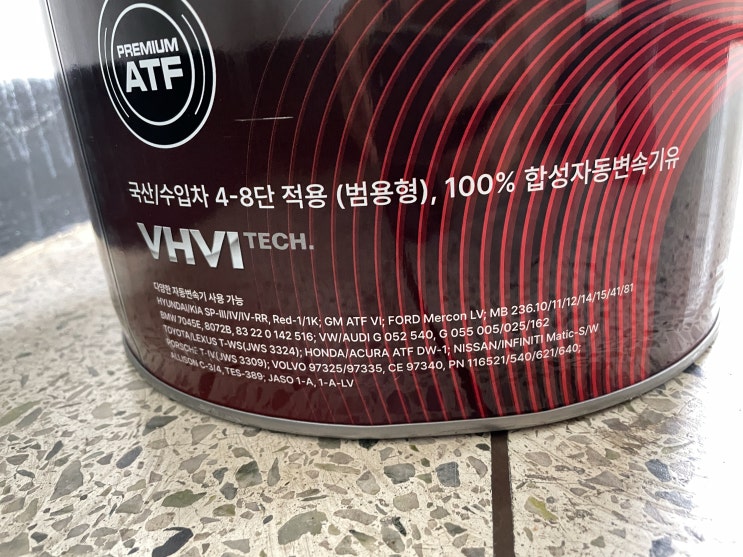 PREMIUM
ATF
국산/수입차 4-8단 적용 (범용형), 100% 합성자동변속기유
VHVI TECH.
다양한 자동변속기 사용 가능
HYUNDAI/KIA SP-III/IV/IV-RR, Red-1/1K; GM ATF VI; FORD Mercon LV; MB 236.10/11/12/14/15/41/81
BMW 7045E, 8072B, 83 22 0 142 516; VW/AUDI G 052 540, G 055 005/025/162
TOYOTA/LEXUS T-WS(JWS 3324); HONDA/ACURA ATF DW-1; NISSAN/INFINITI Matic-S/W
PORSCHE T-IV(JWS 3309); VOLVO 97325/97335, CE 97340, PN 116521/540/621/640;
ALLISON C-3/4, TES-389; JASO 1-A, 1-A-LV